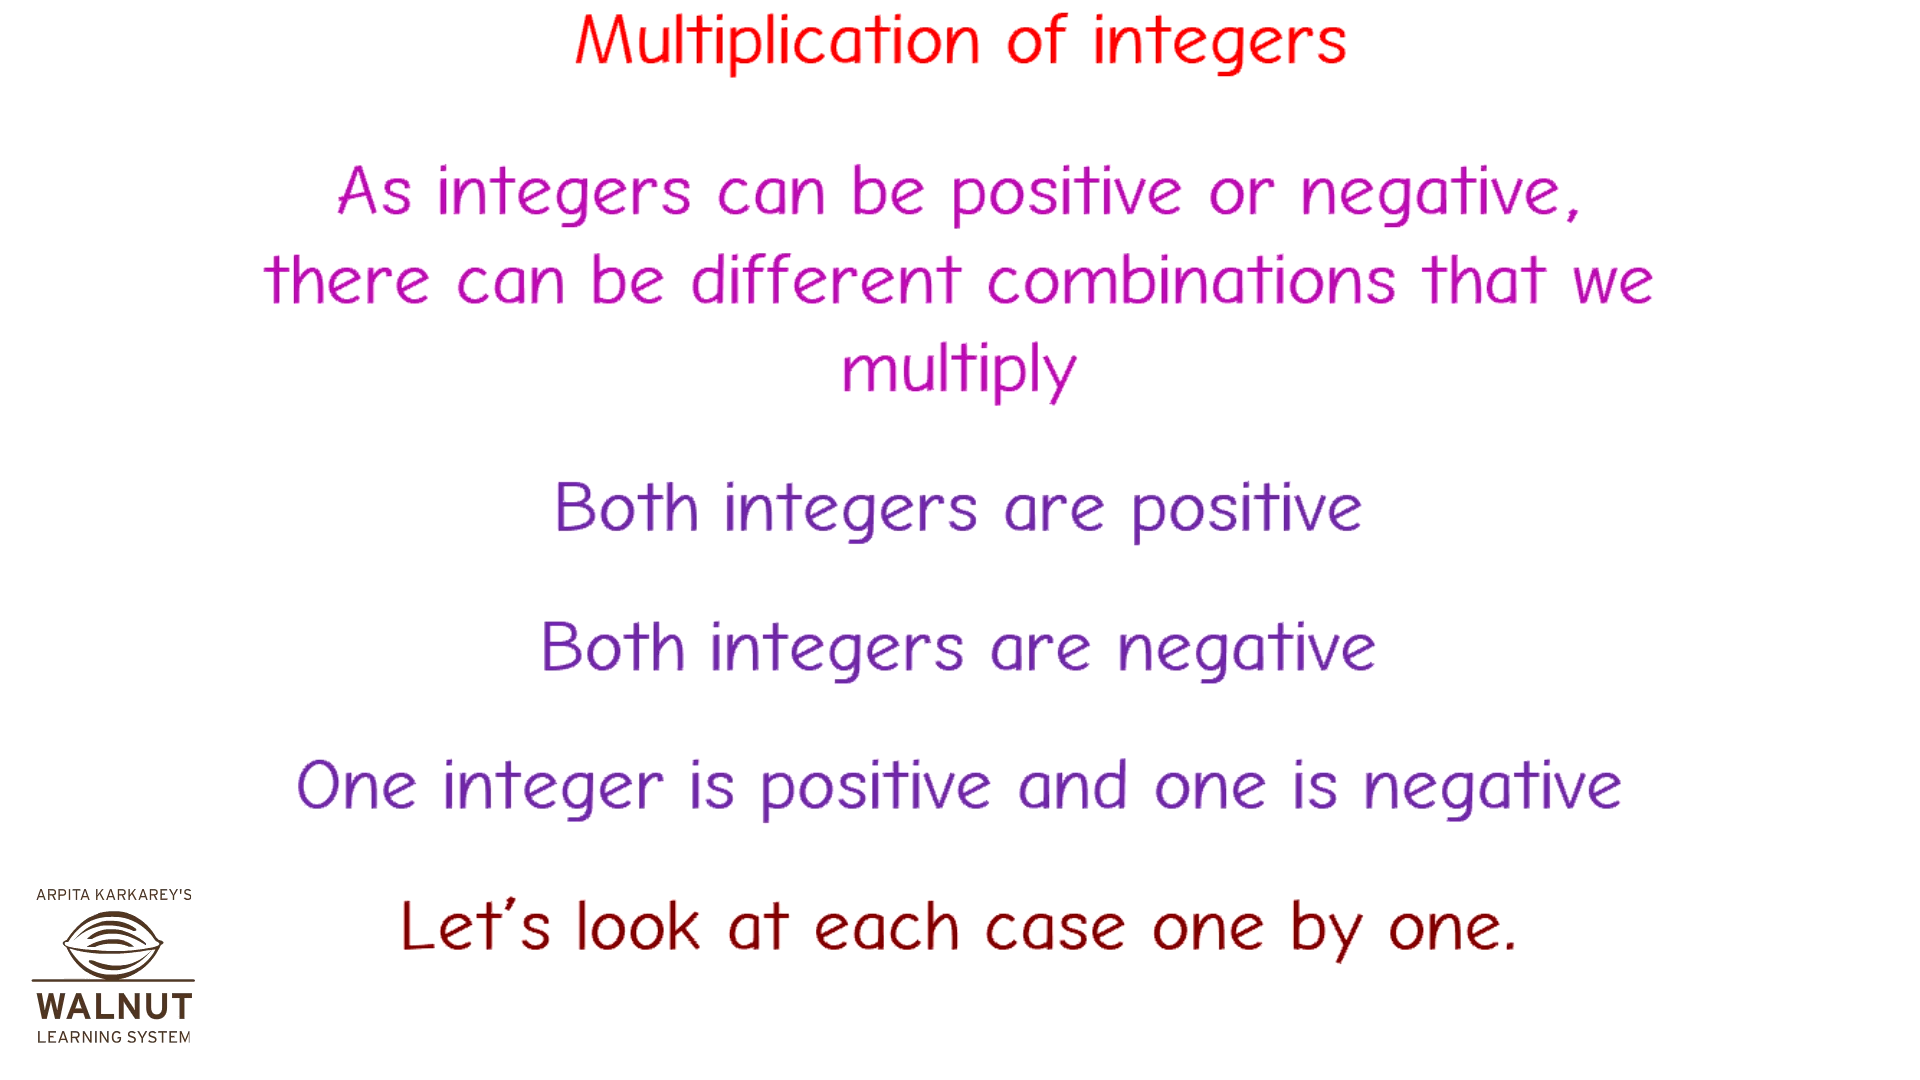 Multiplication of integers
As integers can be positive or negative,
there can be different combinations that we
multiply
Both integers are positive
Both integers are negative
One integer is positive and one is negative
Let's look at each case one by one.
ARPITA KARKAREY'S
WALNUT
LEARNING SYSTEM